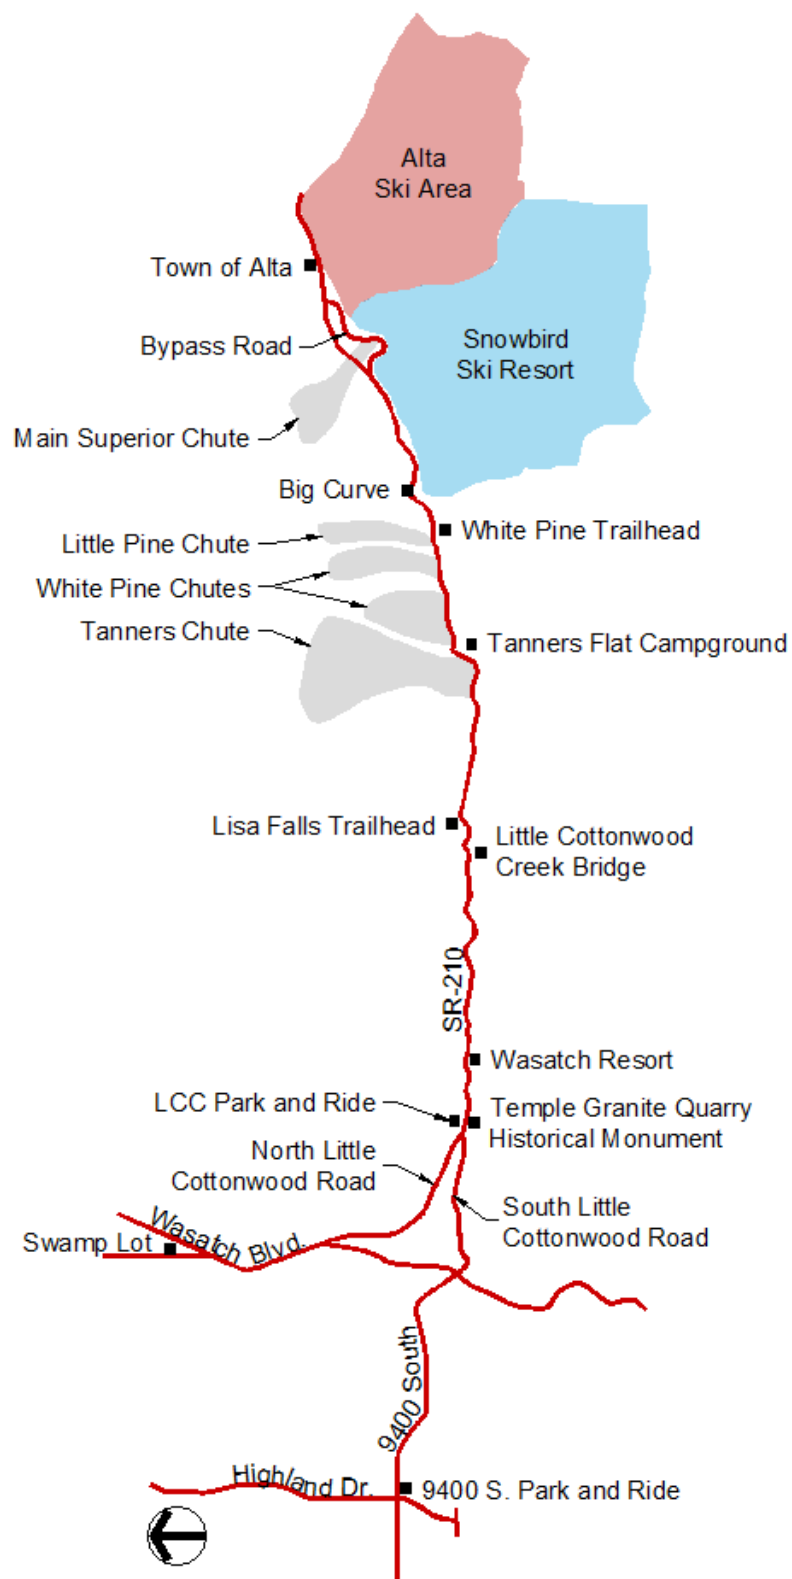 Alta
Ski Area
Town of Alta
Snowbird
Ski Resort
Bypass Road
Main Superior Chute
Big Curve
White Pine Trailhead
Little Pine Chute
White Pine Chutes
Tanners Chute
Tanners Flat Campground
Lisa Falls Trailhead
Little Cottonwood
Creek Bridge
SR-210
Wasatch Resort
LCC Park and Ride
Temple Granite Quarry
Historical Monument
North Little
Cottonwood Road
South Little
Cottonwood Road
Wasatch Blvd.
Swamp Lot
9400 South
Highland Dr.
9400 S. Park and Ride